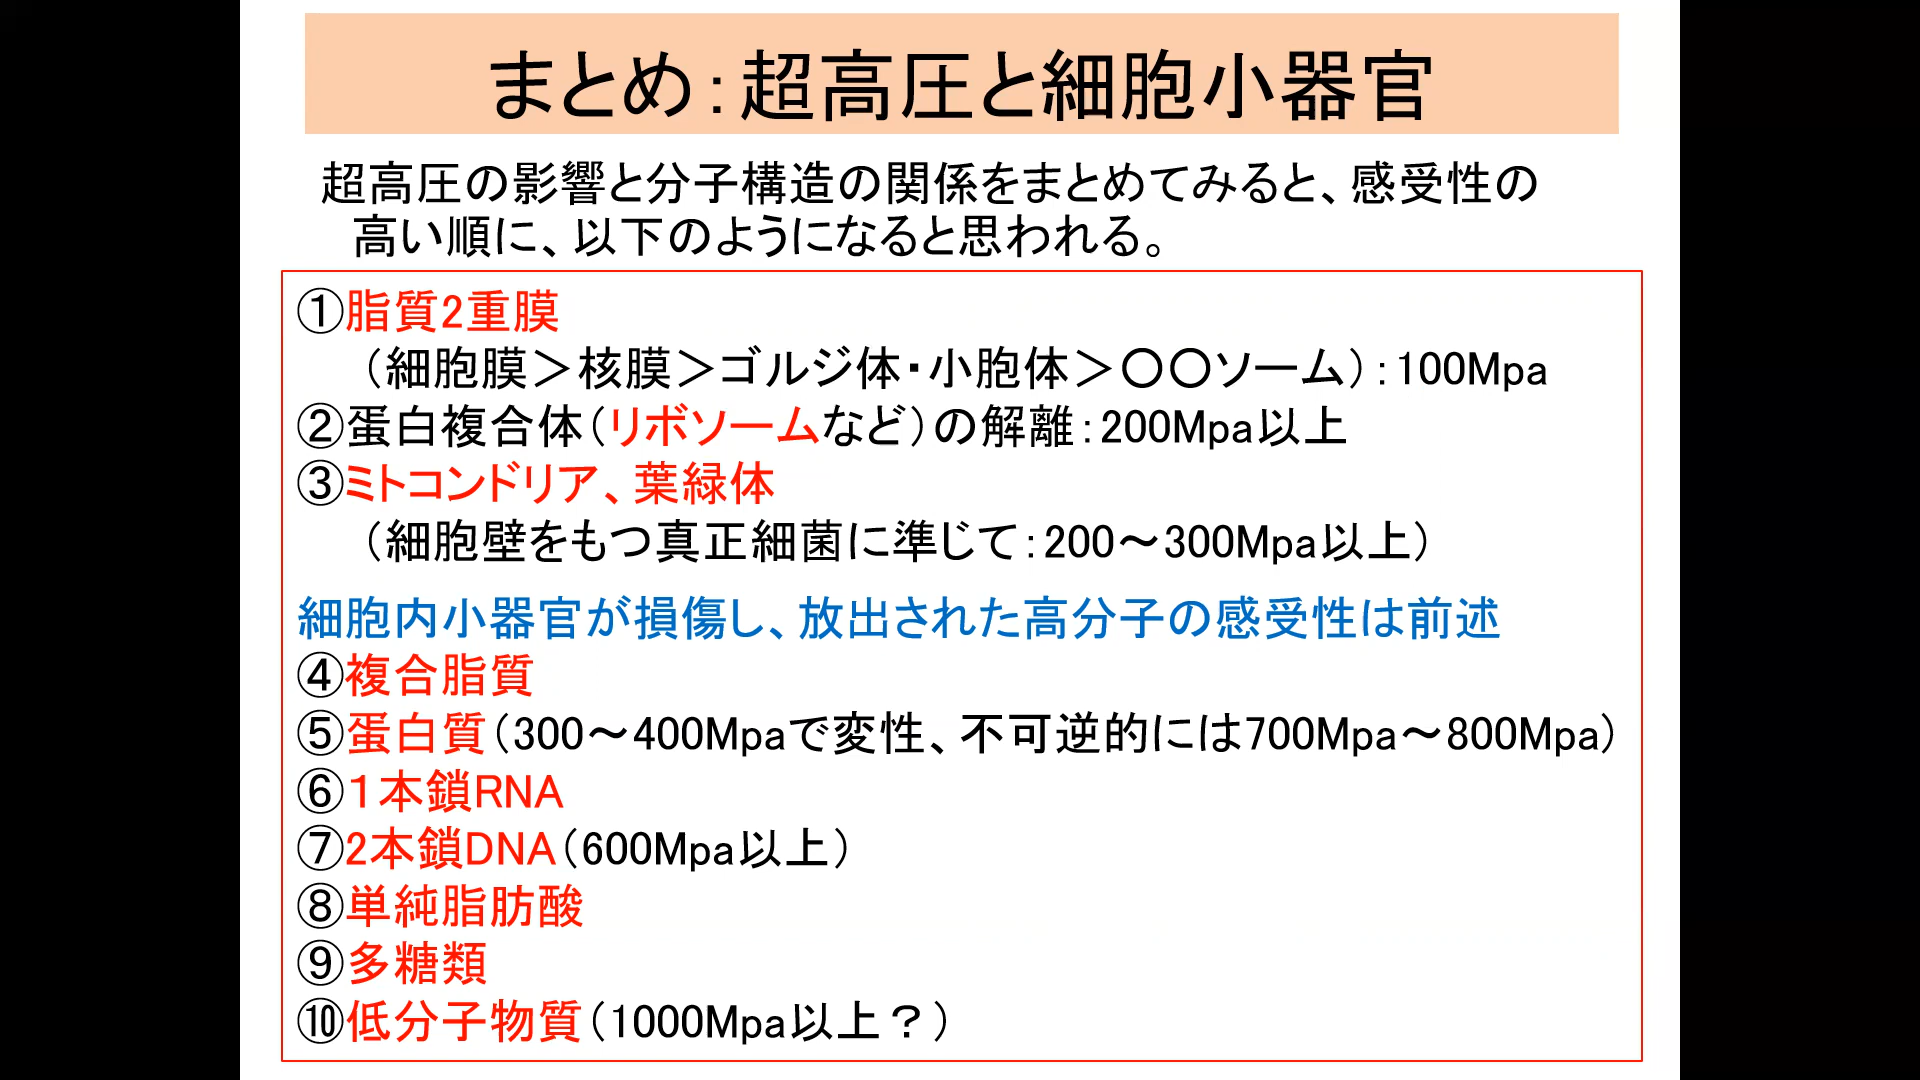 まとめ：超高圧と細胞小器官
超高圧の影響と分子構造の関係をまとめてみると、感受性の
高い順に、以下のようになると思われる。
①脂質2重膜
（細胞膜＞核膜＞ゴルジ体・小胞体＞〇〇ソーム）：100Mpa
②蛋白複合体（リボソームなど）の解離：200Mpa以上
③ミトコンドリア、葉緑体
（細胞壁をもつ真正細菌に準じて：200～300Mpa以上）
細胞内小器官が損傷し、放出された高分子の感受性は前述
④複合脂質
⑤蛋白質（300～400Mpaで変性、不可逆的には700Mpa～800Mpa）
⑥１本鎖RNA
⑦2本鎖DNA（600Mpa以上）
⑧単純脂肪酸
⑨多糖類
⑩低分子物質（1000Mpa以上？）